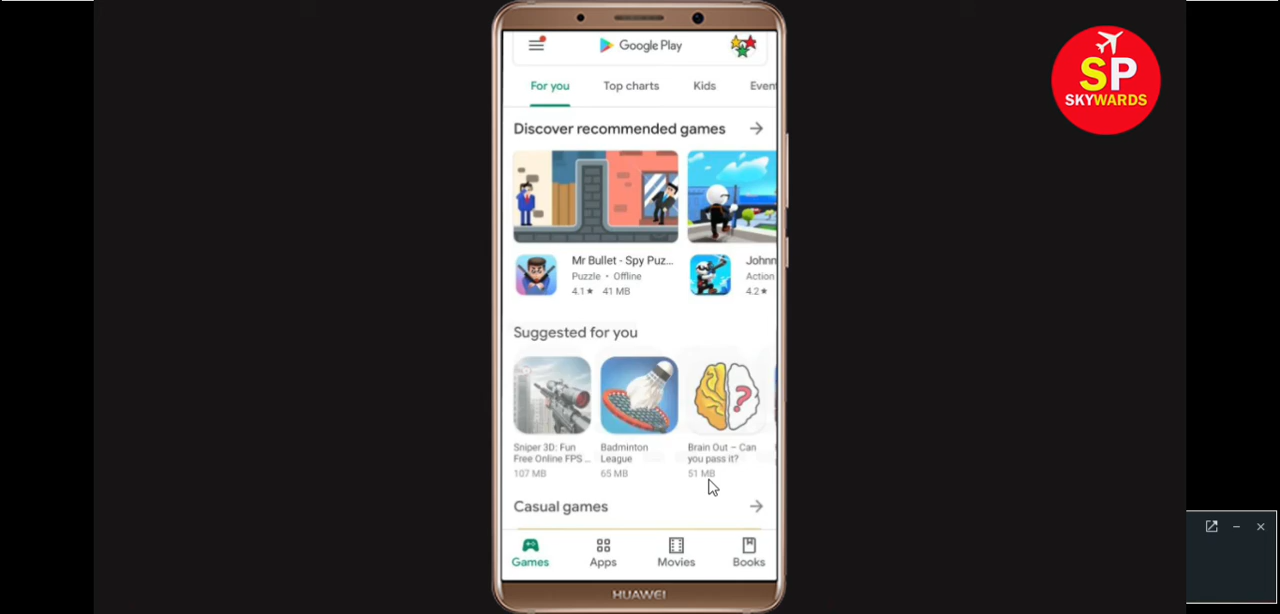 Google Play
SP
SKYWARDS
For you
Top charts
Kids
Even
Discover recommended games
Mr Bullet - Spy Puz...
Puzzle • Offline
4.1★ 41 MB
Johnn
Action
4.2★
Suggested for you
Sniper 3D: Fun
Free Online FPS ...
107 MB
Badminton
League
65 MB
Brain Out – Can
you pass it?
51 MB
Casual games
Games
Apps
Movies
Books
HUAWEI